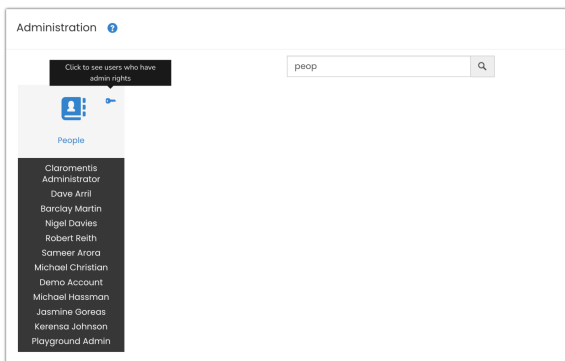 Administration ?
Click to see users who have
admin rights
peop
People
Claromentis
Administrator
Dave Arril
Barclay Martin
Nigel Davies
Robert Reith
Sameer Arora
Michael Christian
Demo Account
Michael Hassman
Jasmine Goreas
Kerensa Johnson
Playground Admin